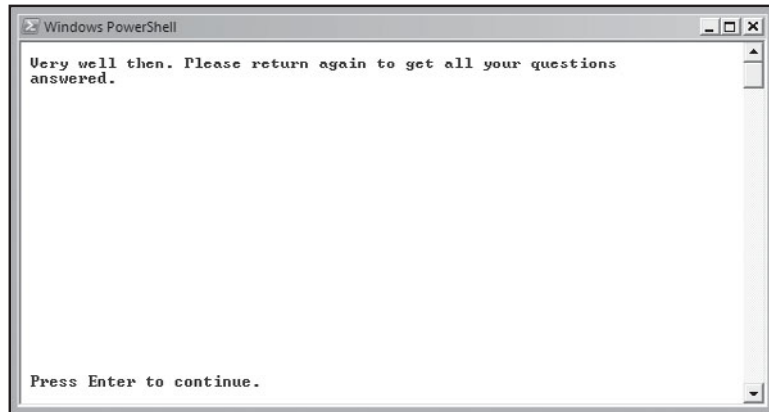 Windows PowerShell
Very well then. Please return again to get all your questions
answered.
Press Enter to continue.